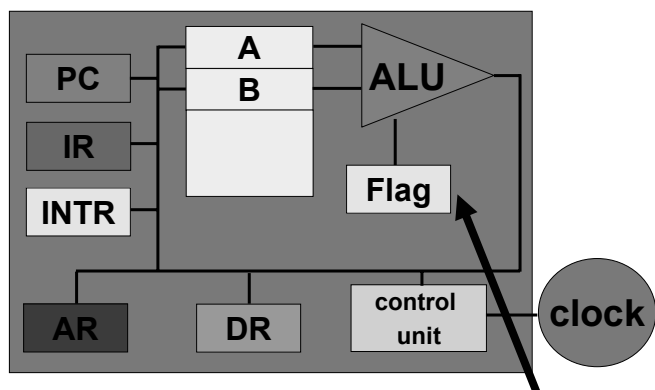 A
B
ALU
PC
IR
INTR
Flag
AR
DR
control
unit
clock